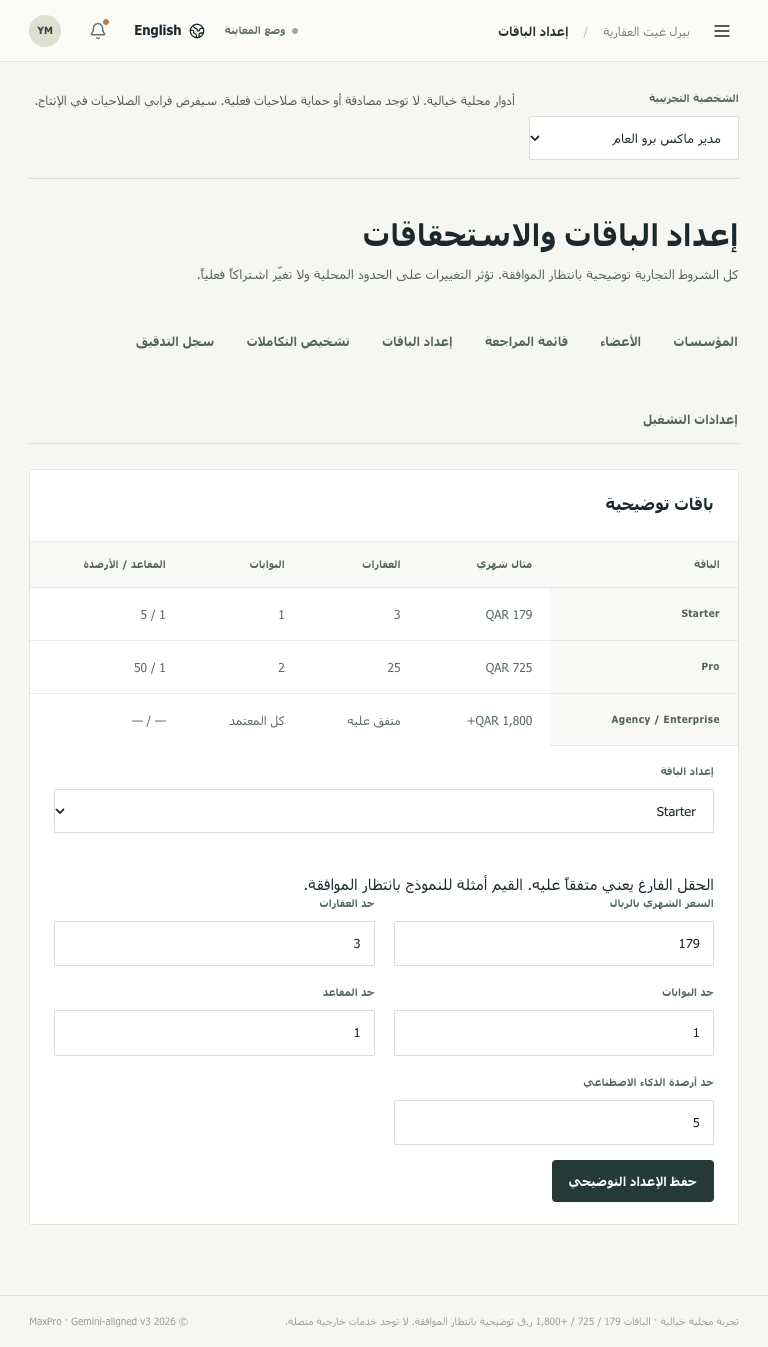 بيرل غيت العقارية / إعداد الباقات
وضع المعاينة
English
YM
الشخصية التجريبية
مدير ماكس برو العام
أدوار محلية خيالية. لا توجد مصادقة أو حماية صلاحيات فعلية. سيفرض فرابي الصلاحيات في الإنتاج.
إعداد الباقات والاستحقاقات
كل الشروط التجارية توضيحية بانتظار الموافقة. تؤثر التغييرات على الحدود المحلية ولا تغيّر اشتراكاً فعلياً.
المؤسسات الأعضاء قائمة المراجعة إعداد الباقات تشخيص التكاملات سجل التدقيق
إعدادات التشغيل
باقات توضيحية
الباقة مثال شهري العقارات البوابات المقاعد / الأرصدة
Starter QAR 179 3 1 1 / 5
Pro QAR 725 25 2 1 / 50
Agency / Enterprise QAR 1,800+ متفق عليه كل المعتمد — / —
إعداد الباقة
Starter
الحقل الفارغ يعني متفقاً عليه. القيم أمثلة للنموذج بانتظار الموافقة.
السعر الشهري بالريال حد العقارات
179 3
حد البوابات حد المقاعد
1 1
حد أرصدة الذكاء الاصطناعي
5
حفظ الإعداد التوضيحي
تجربة محلية خيالية · الباقات 179 / 725 / +1,800 ر.ق توضيحية بانتظار الموافقة. لا توجد خدمات خارجية متصلة.
MaxPro · Gemini-aligned v3 2026 ©